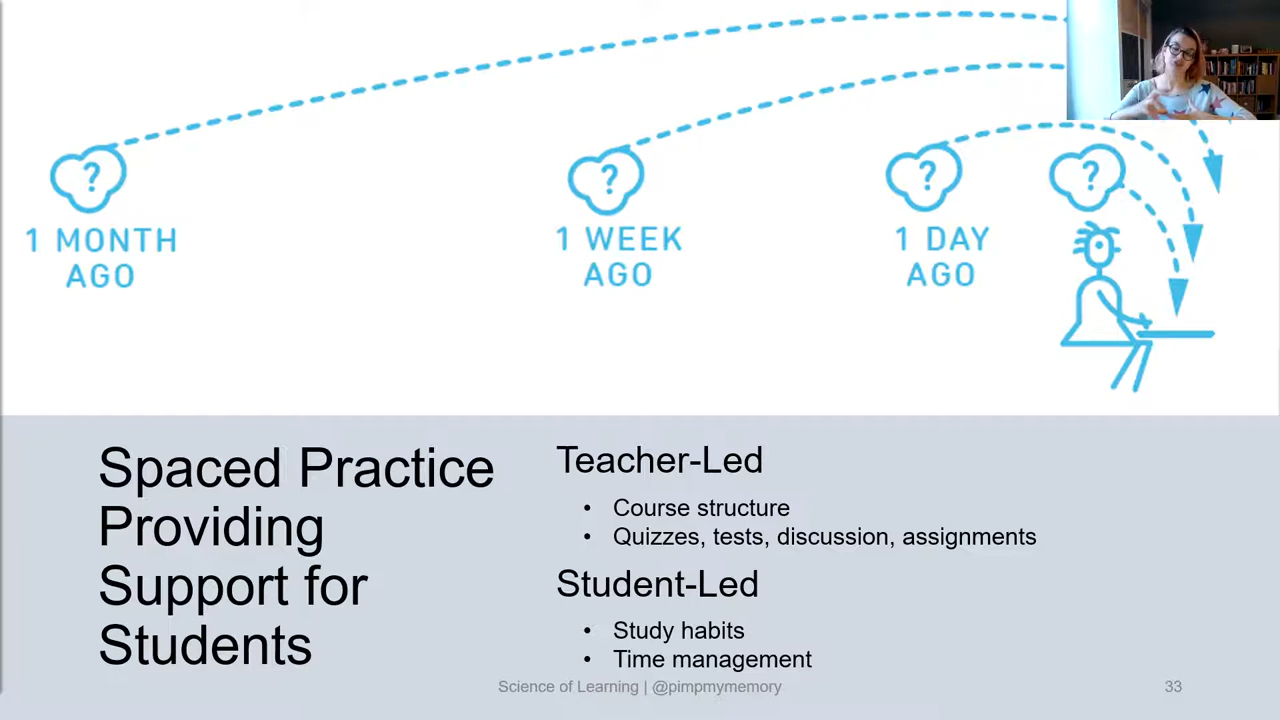 ?
?
?
?
1 MONTH
AGO
1 WEEK
AGO
1 DAY
AGO
Spaced Practice
Providing
Support for
Students
Teacher-Led
• Course structure
• Quizzes, tests, discussion, assignments
Student-Led
• Study habits
• Time management
Science of Learning | @pimpmymemory
33